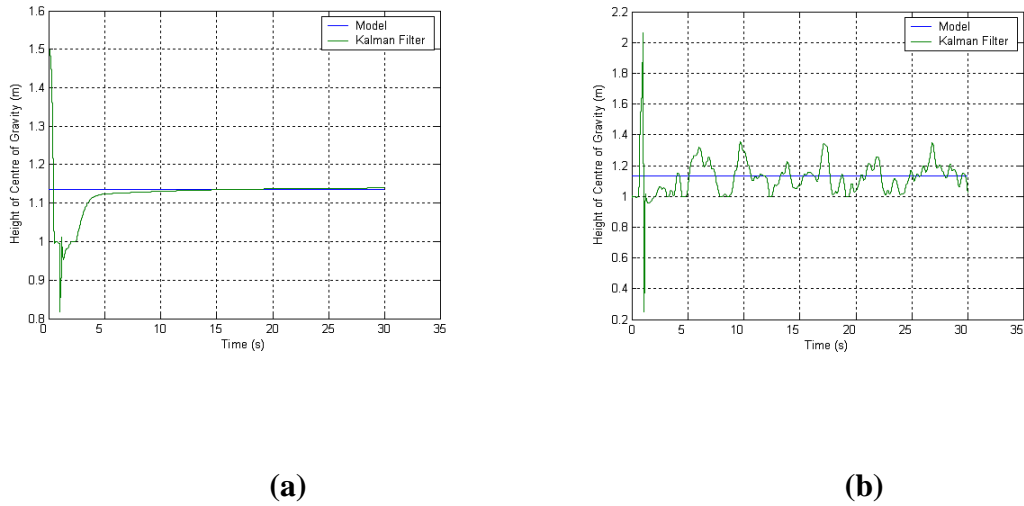 Model
Kalman Filter
Height of Centre of Gravity (m)
1.6
1.5
1.4
1.3
1.2
1.1
1
0.9
0.8
0 5 10 15 20 25 30 35
Time (s)
(a)
Model
Kalman Filter
Height of Centre of Gravity (m)
2.2
2
1.8
1.6
1.4
1.2
1
0.8
0.6
0.4
0.2
0 5 10 15 20 25 30 35
Time (s)
(b)